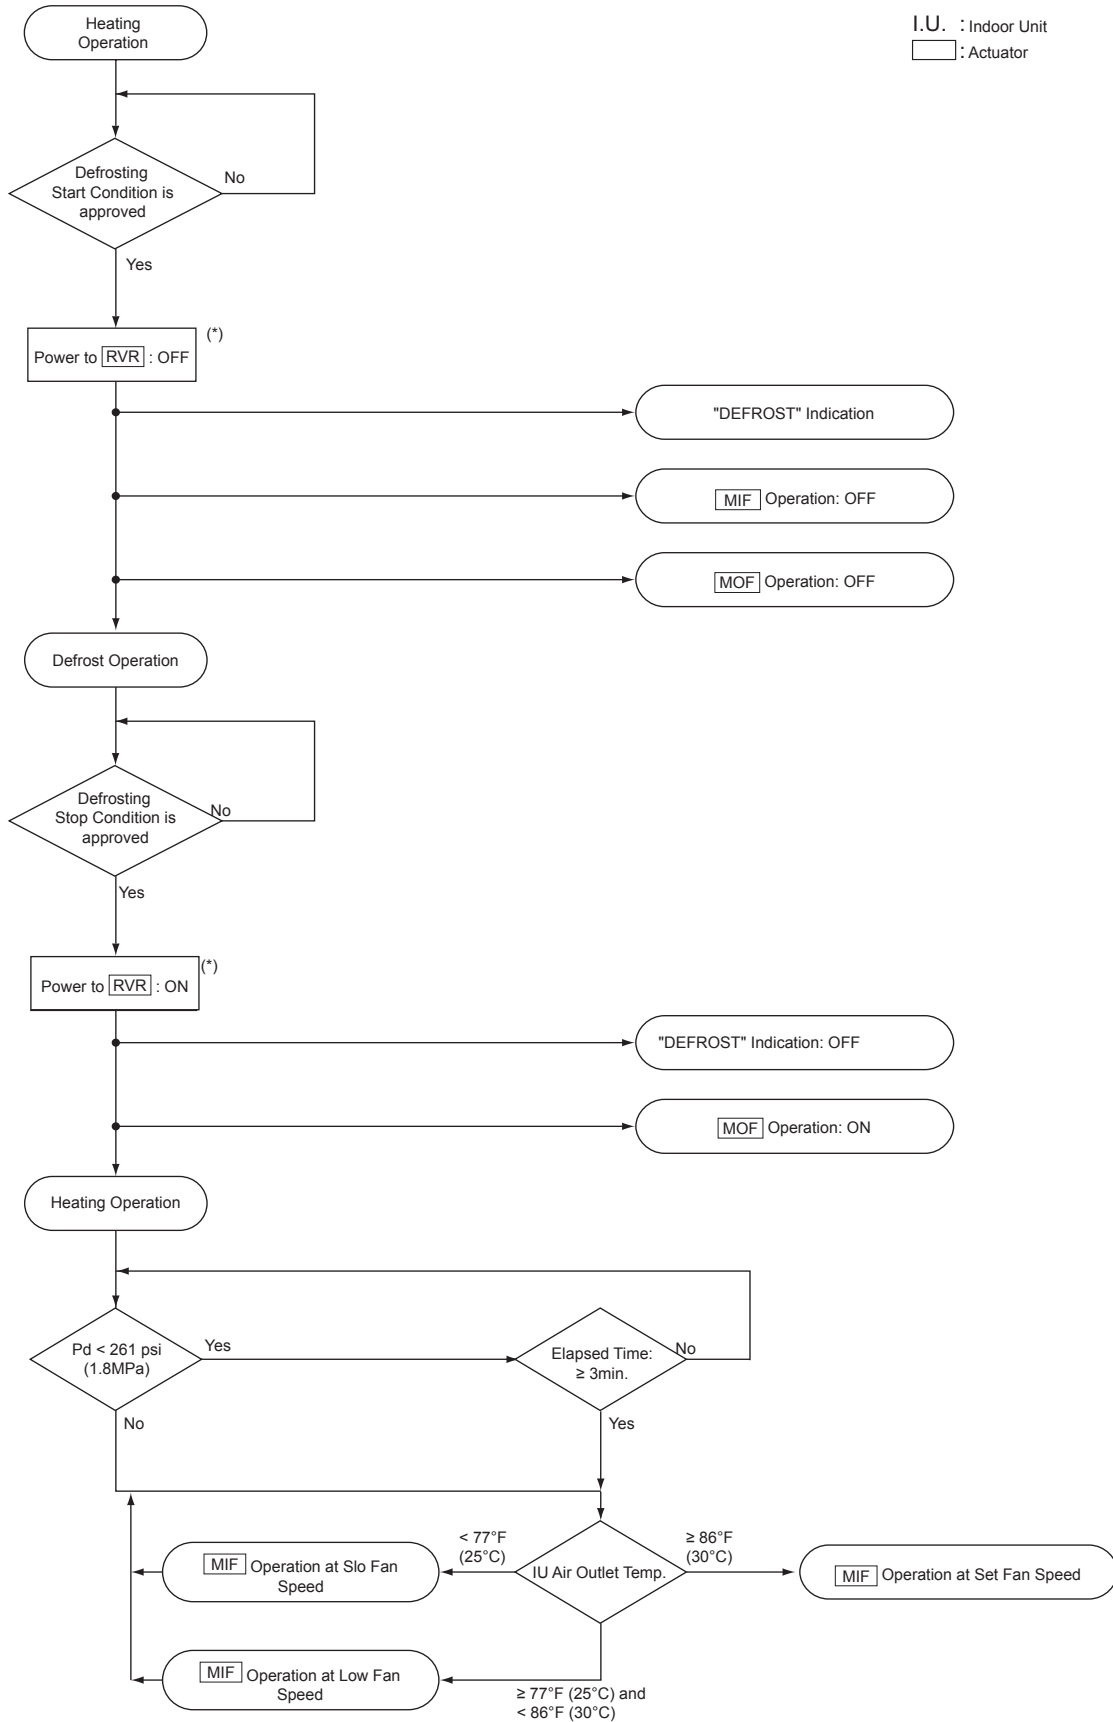 Heating
Operation
I.U. : Indoor Unit
: Actuator
Defrosting
Start Condition is
approved
No
Yes
(*)
Power to RVR : OFF
"DEFROST" Indication
MIF Operation: OFF
MOF Operation: OFF
Defrost Operation
Defrosting
Stop Condition is
approved
No
Yes
(*)
Power to RVR : ON
"DEFROST" Indication: OFF
MOF Operation: ON
Heating Operation
Pd < 261 psi
(1.8MPa)
Yes
Elapsed Time:
≥ 3min.
No
No
Yes
< 77°F
(25°C)
≥ 86°F
(30°C)
MIF Operation at Slo Fan
Speed
IU Air Outlet Temp.
MIF Operation at Set Fan Speed
MIF Operation at Low Fan
Speed
≥ 77°F (25°C) and
< 86°F (30°C)